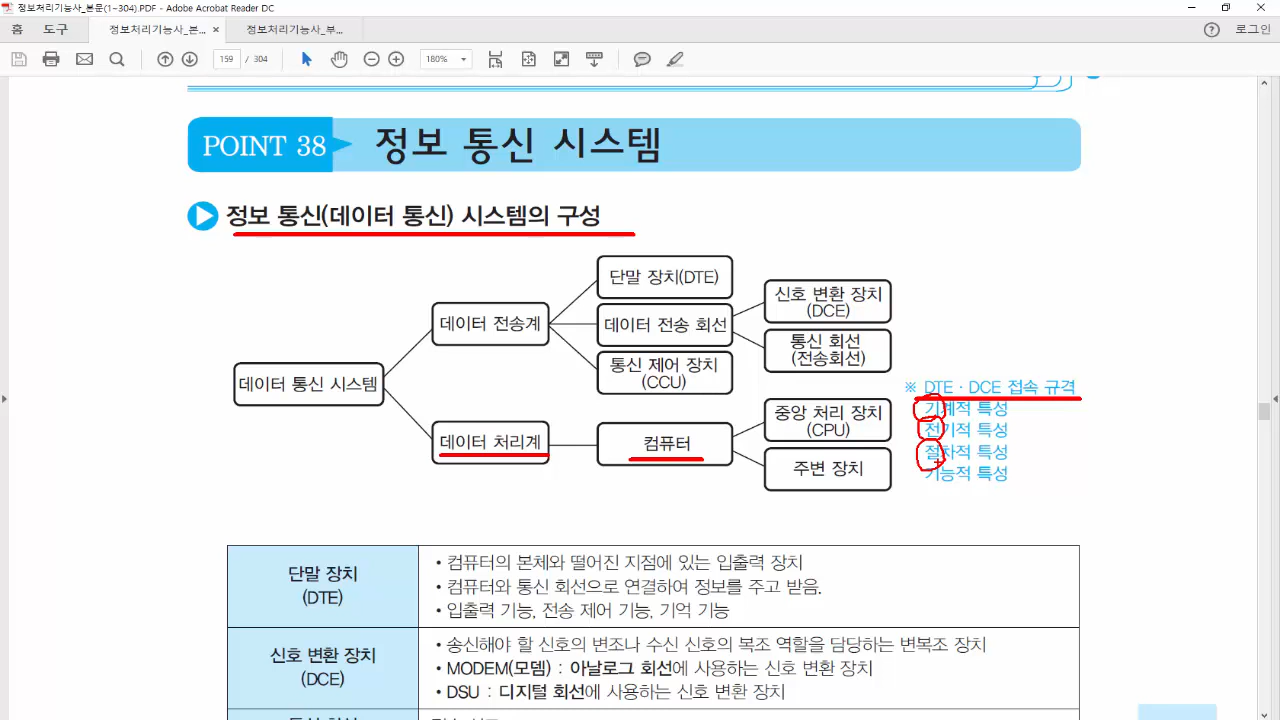 정보처리기능사_본문(1~304).PDF - Adobe Acrobat Reader DC
홈 도구 정보처리기능사_본... × 정보처리기능사_부... 로그인
159 / 304 180%
POINT 38 정보 통신 시스템
정보 통신(데이터 통신) 시스템의 구성
데이터 통신 시스템
데이터 전송계
단말 장치(DTE)
데이터 전송 회선
신호 변환 장치
(DCE)
통신 회선
(전송회선)
통신 제어 장치
(CCU)
데이터 처리계
컴퓨터
중앙 처리 장치
(CPU)
주변 장치
※ DTE · DCE 접속 규격
기계적 특성
전기적 특성
절차적 특성
기능적 특성
단말 장치
(DTE)
• 컴퓨터의 본체와 떨어진 지점에 있는 입출력 장치
• 컴퓨터와 통신 회선으로 연결하여 정보를 주고 받음.
• 입출력 기능, 전송 제어 기능, 기억 기능
신호 변환 장치
(DCE)
• 송신해야 할 신호의 변조나 수신 신호의 복조 역할을 담당하는 변복조 장치
• MODEM(모뎀) : 아날로그 회선에 사용하는 신호 변환 장치
• DSU : 디지털 회선에 사용하는 신호 변환 장치